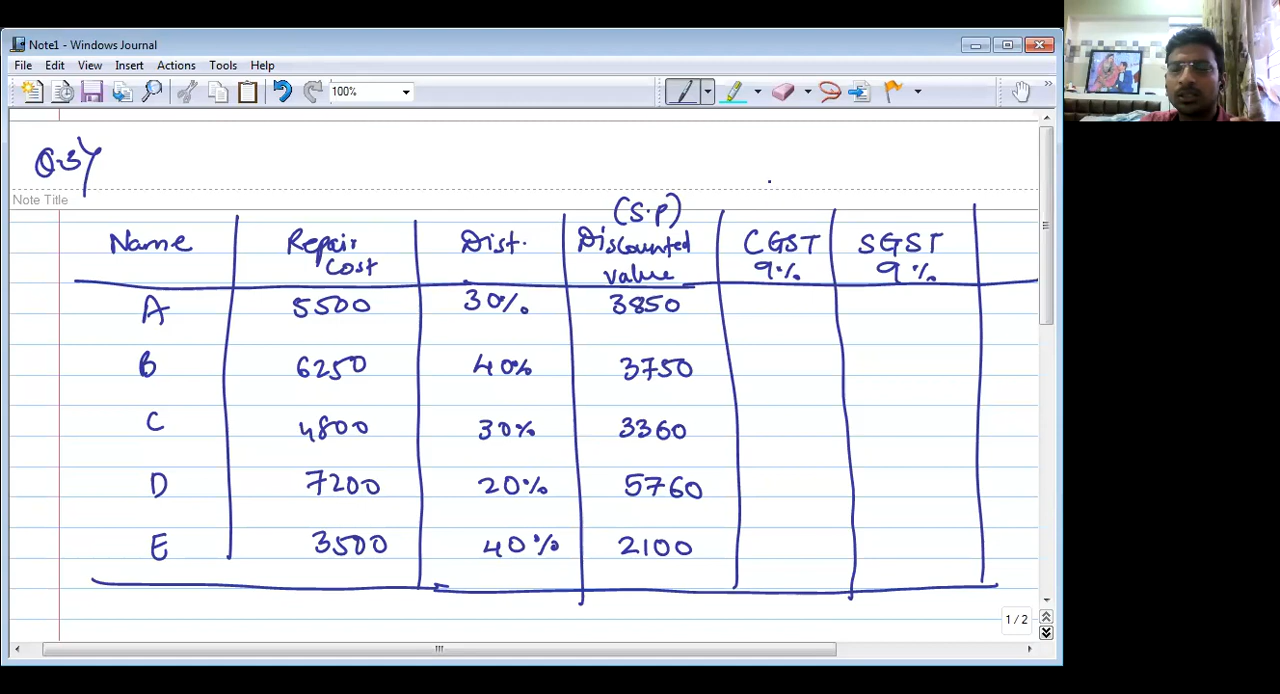 Note1 - Windows Journal
File Edit View Insert Actions Tools Help
100%
Q.3Y
Note Title
(S.P)
Name Repair Cost Dist. Discounted value CGST 9% SGST 9%
A 5500 30% 3850
B 6250 40% 3750
C 4800 30% 3360
D 7200 20% 5760
E 3500 40% 2100
1 / 2